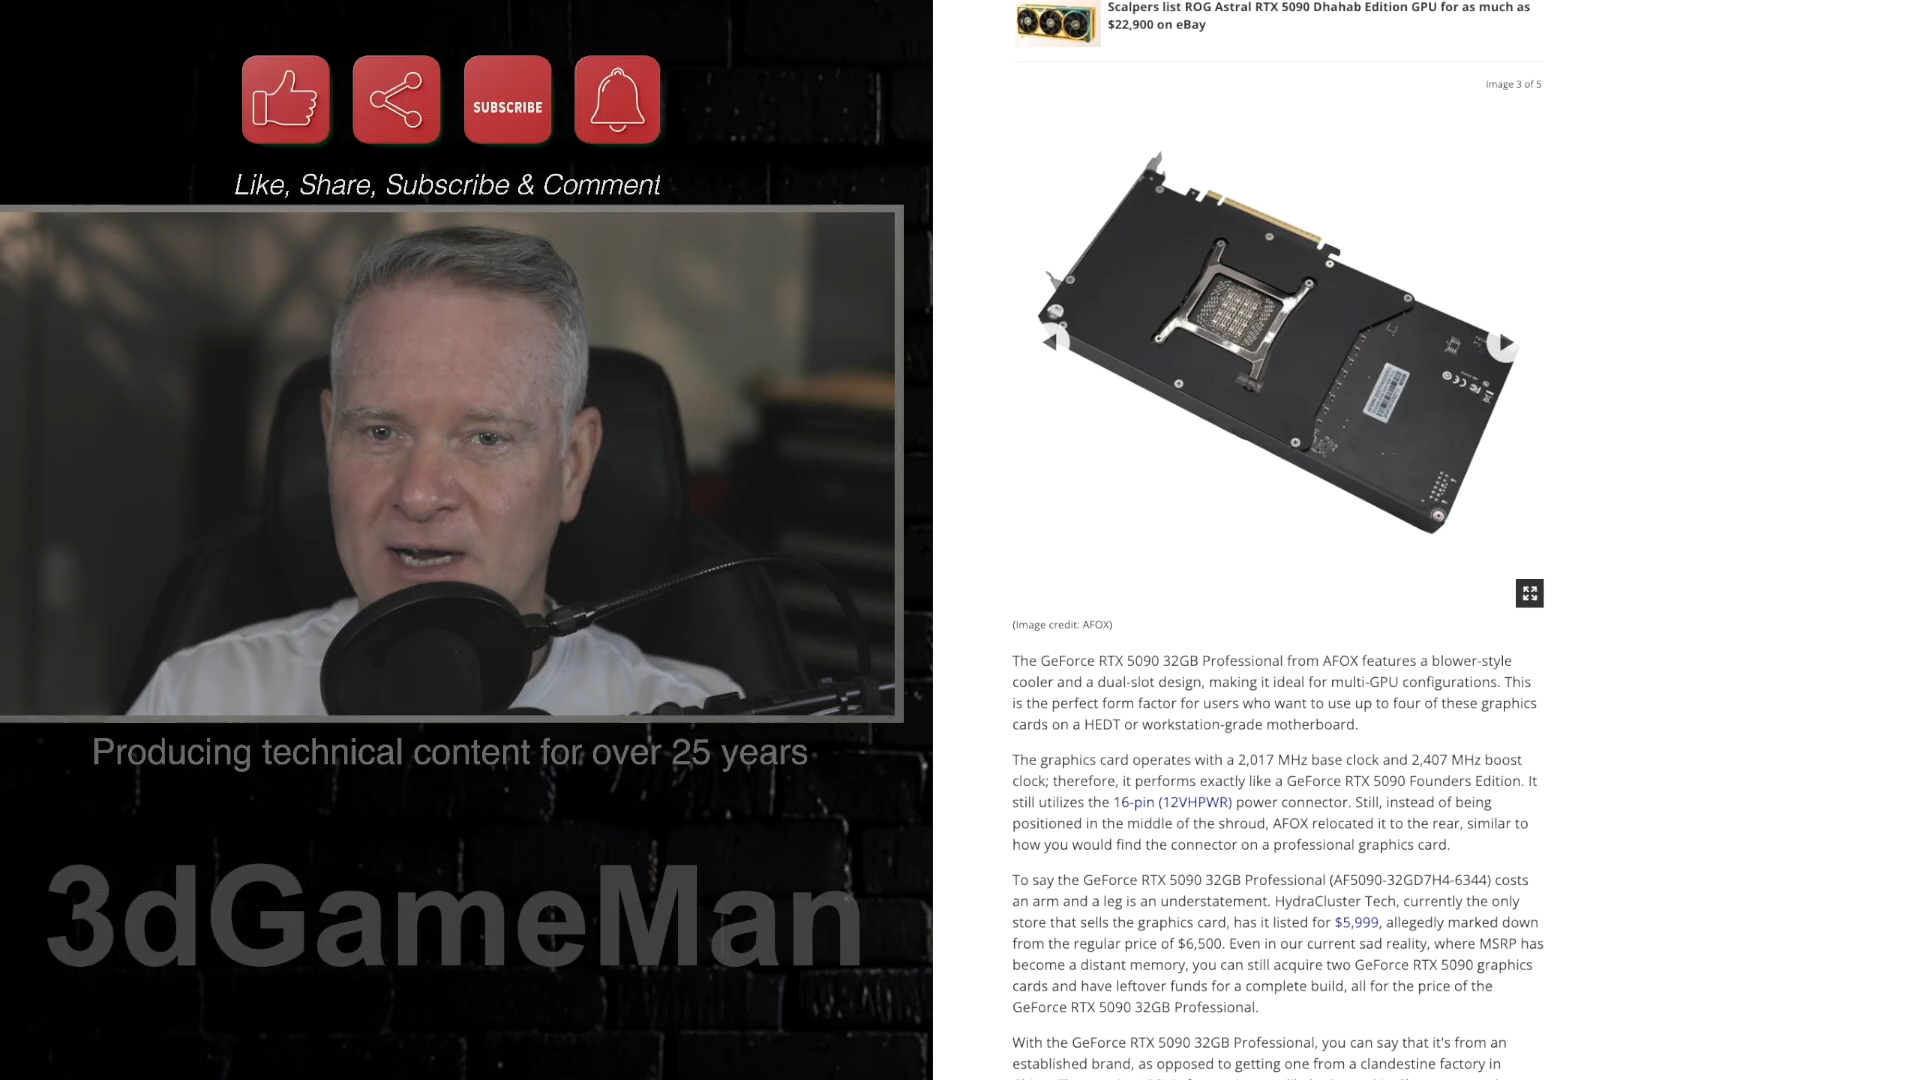 SUBSCRIBE
Like, Share, Subscribe & Comment
Producing technical content for over 25 years
3dGameMan
Scalpers list ROG Astral RTX 5090 Dhahab Edition GPU for as much as
$22,900 on eBay
Image 3 of 5
(Image credit: AFOX)
The GeForce RTX 5090 32GB Professional from AFOX features a blower-style
cooler and a dual-slot design, making it ideal for multi-GPU configurations. This
is the perfect form factor for users who want to use up to four of these graphics
cards on a HEDT or workstation-grade motherboard.
The graphics card operates with a 2,017 MHz base clock and 2,407 MHz boost
clock; therefore, it performs exactly like a GeForce RTX 5090 Founders Edition. It
still utilizes the 16-pin (12VHPWR) power connector. Still, instead of being
positioned in the middle of the shroud, AFOX relocated it to the rear, similar to
how you would find the connector on a professional graphics card.
To say the GeForce RTX 5090 32GB Professional (AF5090-32GD7H4-6344) costs
an arm and a leg is an understatement. HydraCluster Tech, currently the only
store that sells the graphics card, has it listed for $5,999, allegedly marked down
from the regular price of $6,500. Even in our current sad reality, where MSRP has
become a distant memory, you can still acquire two GeForce RTX 5090 graphics
cards and have leftover funds for a complete build, all for the price of the
GeForce RTX 5090 32GB Professional.
With the GeForce RTX 5090 32GB Professional, you can say that it's from an
established brand, as opposed to getting one from a clandestine factory in